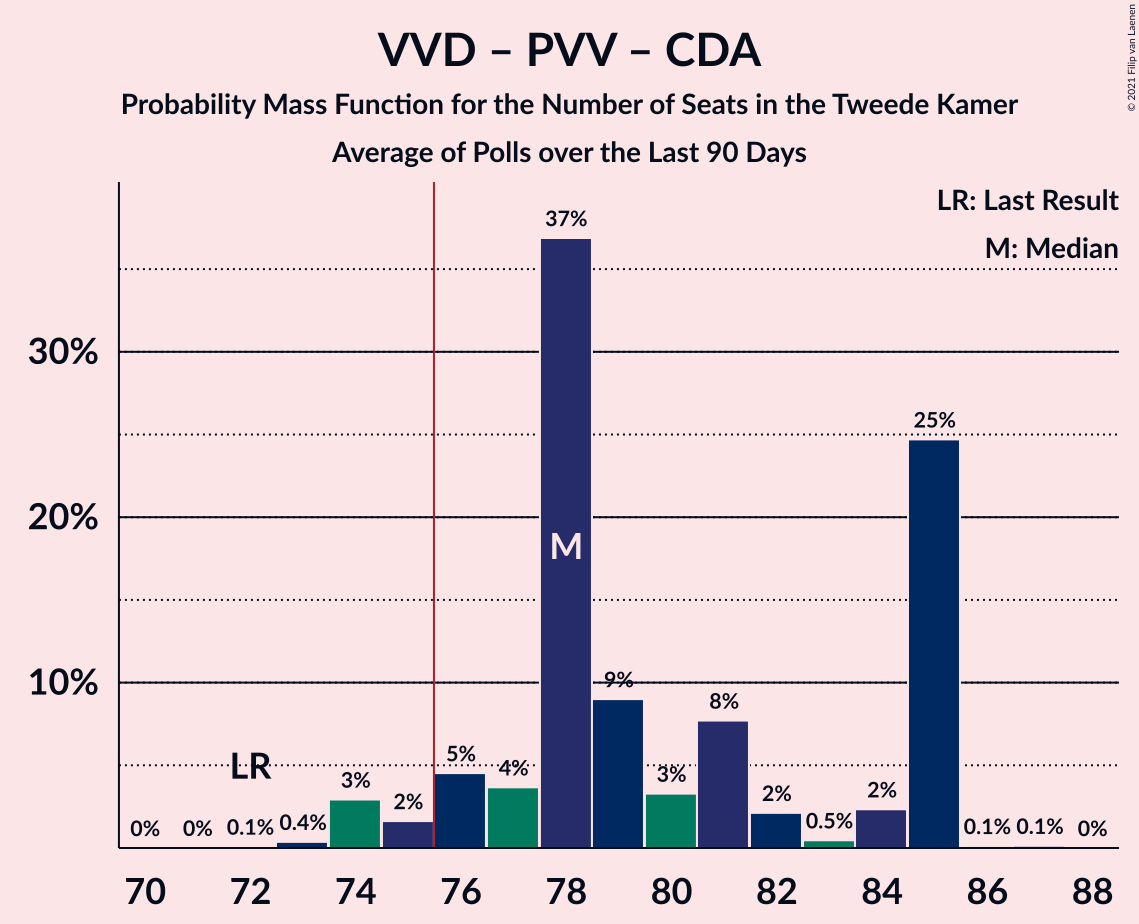 VVD – PVV – CDA
Probability Mass Function for the Number of Seats in the Tweede Kamer
Average of Polls over the Last 90 Days
© 2021 Filip van Laenen
LR: Last Result
M: Median
30%
20%
10%
0%
0%
0.1%
0.4%
3%
2%
5%
4%
37%
9%
3%
8%
2%
0.5%
2%
25%
0.1%
0.1%
0%
LR
M
70 72 74 76 78 80 82 84 86 88